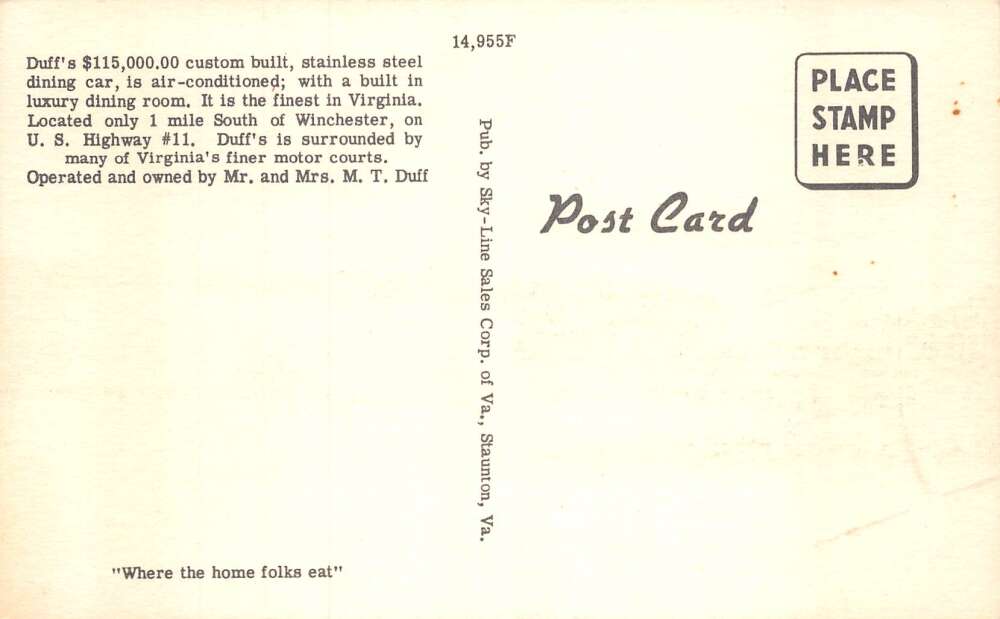 14,955F
Duff's $115,000.00 custom built, stainless steel
dining car, is air-conditioned; with a built in
luxury dining room. It is the finest in Virginia.
Located only 1 mile South of Winchester, on
U. S. Highway #11. Duff's is surrounded by
many of Virginia's finer motor courts.
Operated and owned by Mr. and Mrs. M. T. Duff
"Where the home folks eat"
Pub. by Sky-Line Sales Corp. of Va., Staunton, Va.
Post Card
PLACE
STAMP
HERE